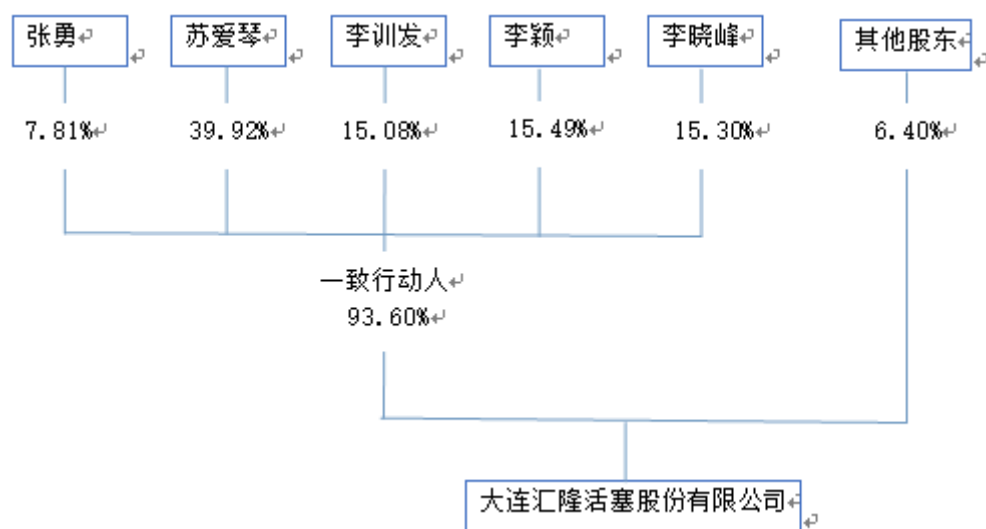 张勇
苏爱琴
李训发
李颖
李晓峰
其他股东
7.81%
39.92%
15.08%
15.49%
15.30%
6.40%
一致行动人
93.60%
大连汇隆活塞股份有限公司